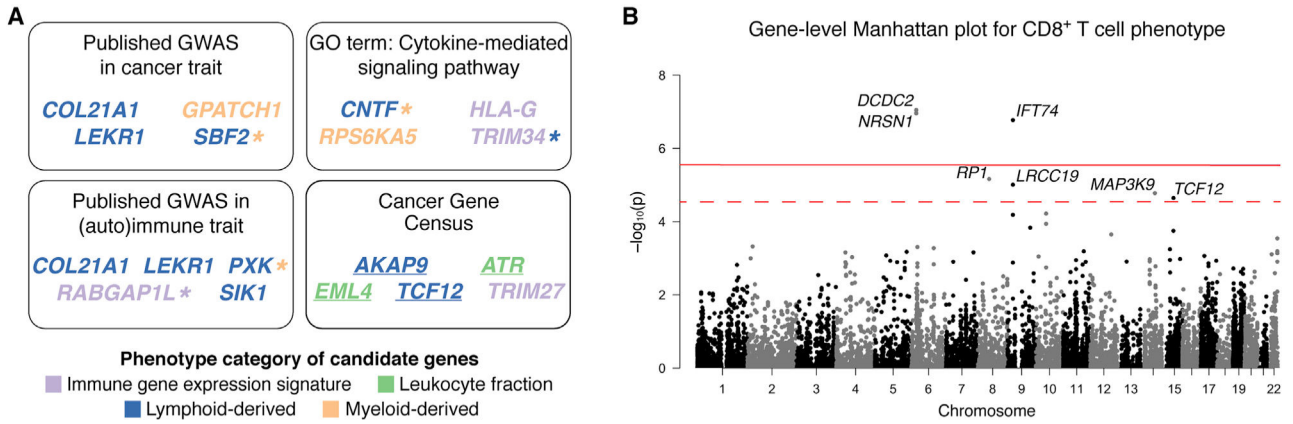 A
Published GWAS
in cancer trait
COL21A1 GPATCH1
LEKR1 SBF2*
GO term: Cytokine-mediated
signaling pathway
CNTF* HLA-G
RPS6KA5 TRIM34*
Published GWAS in
(auto)immune trait
COL21A1 LEKR1 PXK*
RABGAP1L* SIK1
Cancer Gene
Census
AKAP9 ATR
EML4 TCF12 TRIM27
Phenotype category of candidate genes
Immune gene expression signature Leukocyte fraction
Lymphoid-derived Myeloid-derived
B
Gene-level Manhattan plot for CD8⁺ T cell phenotype
8
6
4
2
0
−log₁₀(p)
DCDC2
NRSN1
IFT74
RP1 LRCC19
MAP3K9 TCF12
1 2 3 4 5 6 7 8 9 10 11 12 13 15 17 19 22
Chromosome